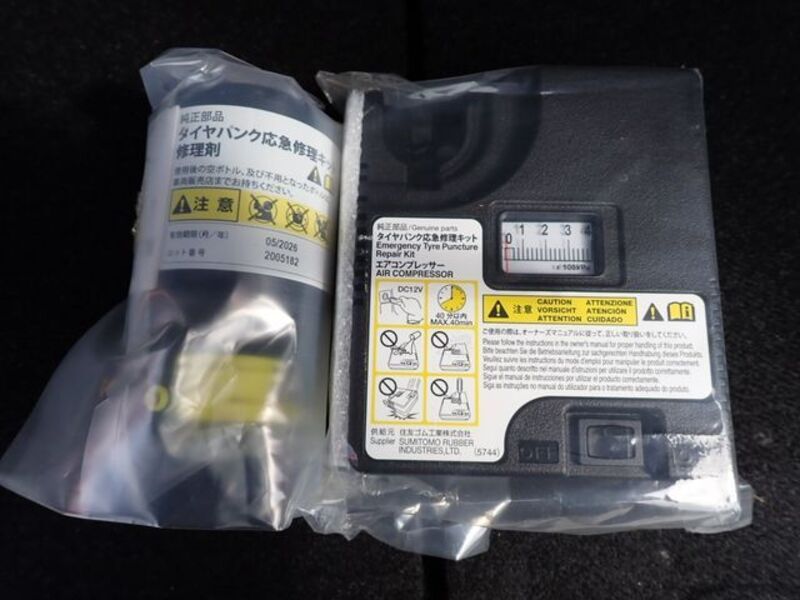 純正部品
タイヤパンク応急修理キッ
修理剤
使用後の空ボトル、及び不用となったボトル
車両販売店までお持ちください。
注意
有効期限(月/年) 05/2026
ロット番号 2005182
純正部品/Genuine parts
タイヤパンク応急修理キット
Emergency Tyre Puncture
Repair Kit
エアコンプレッサー
AIR COMPRESSOR
DC12V
40分以内
MAX.40min
供給元 住友ゴム工業株式会社
Supplier SUMITOMO RUBBER
INDUSTRIES,LTD. (5744)
0 1 2 3 4
x 100kPa
注意
CAUTION ATTENZIONE
VORSICHT ATENCIÓN
ATTENTION CUIDADO
ご使用の際は、オーナーズマニュアルに従って、正しい取り扱いをしてください。
Please follow the instructions in the owner's manual for proper handling of this product.
Bitte beachten Sie die Betriebsanleitung zur sachgerechten Handhabung dieses Produkts.
Veuillez suivre les instructions du mode d'emploi pour manipuler le produit correctement.
Segui quanto descritto nel manuale d'istruzioni per utilizzare il prodotto correttamente.
Sigue el manual de instrucciones por utilizar el producto correctamente.
Siga as instruções no manual do utilizador para o tratamento adequado do produto.
OFF